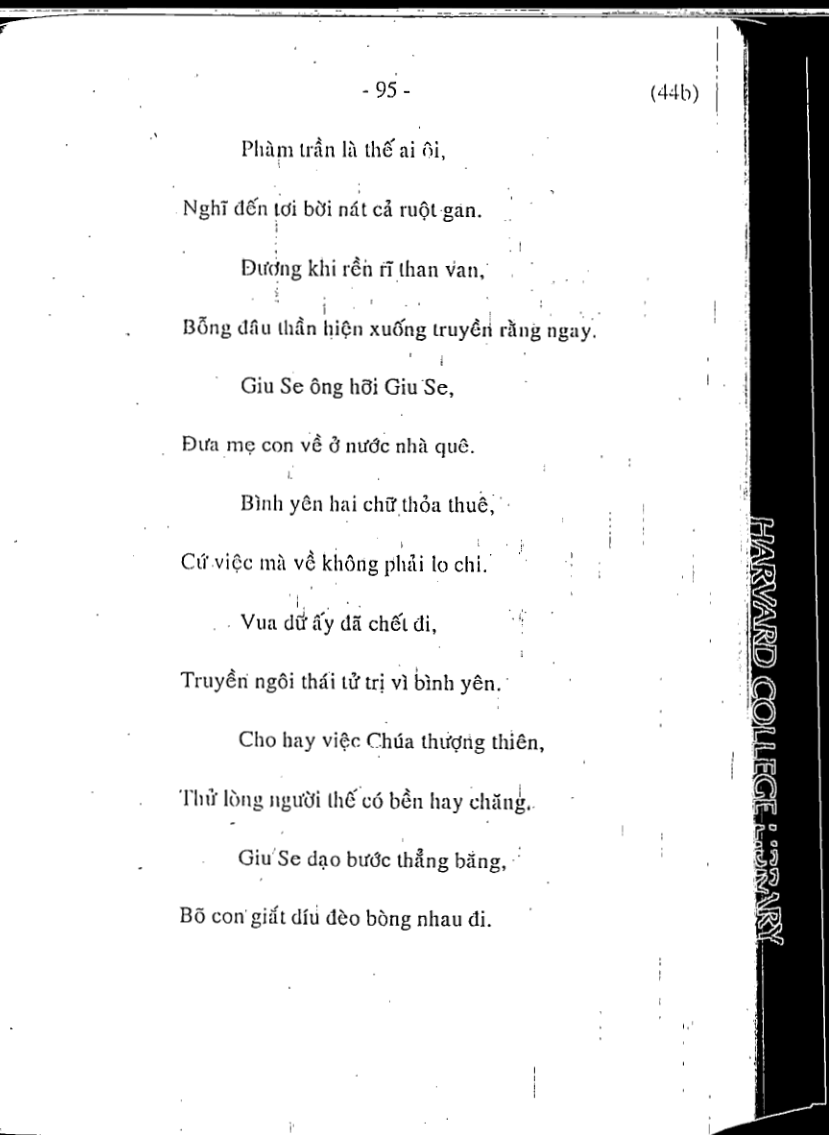 - 95 - (44b)
Phàm trần là thế ai ôi,
Nghĩ đến tơi bời nát cả ruột gan.
Đương khi rền rĩ than van,
Bỗng đâu thần hiện xuống truyền rằng ngay.
Giu Se ông hỡi Giu Se,
Đưa mẹ con về ở nước nhà quê.
Bình yên hai chữ thỏa thuê,
Cứ việc mà về không phải lo chi.
Vua dữ ấy đã chết đi,
Truyền ngôi thái tử trị vì bình yên.
Cho hay việc Chúa thượng thiên,
Thử lòng người thế có bền hay chăng.
Giu Se dạo bước thẳng băng,
Bõ con giắt díu đèo bòng nhau đi.
HARVARD COLLEGE LIBRARY